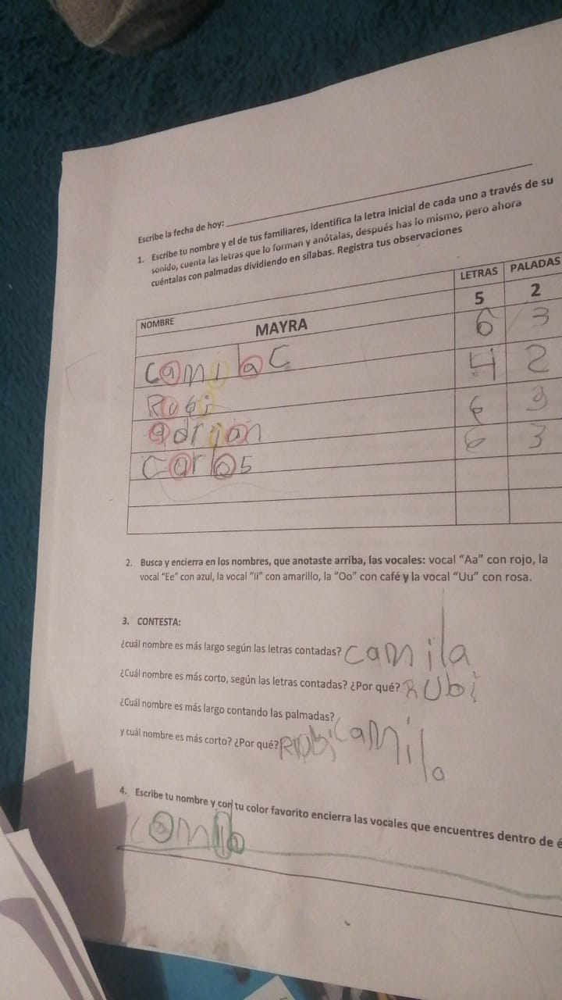 Escribe la fecha de hoy:
1. Escribe tu nombre y el de tus familiares, identifica la letra inicial de cada uno a través de su
sonido, cuenta las letras que lo forman y anótalas, después has lo mismo, pero ahora
cuéntalas con palmadas dividiendo en sílabas. Registra tus observaciones
NOMBRE LETRAS PALADAS
MAYRA 5 2
camila C 6 3
Rubi 4 2
adrian 6 3
Carlos 6 3
2. Busca y encierra en los nombres, que anotaste arriba, las vocales: vocal “Aa” con rojo, la
vocal “Ee” con azul, la vocal “Ii” con amarillo, la “Oo” con café y la vocal “Uu” con rosa.
3. CONTESTA:
¿cuál nombre es más largo según las letras contadas? camila
¿Cuál nombre es más corto, según las letras contadas? ¿Por qué? RUbi
¿Cuál nombre es más largo contando las palmadas? camila
y cuál nombre es más corto? ¿Por qué? RUbi
4. Escribe tu nombre y con tu color favorito encierra las vocales que encuentres dentro de
camila